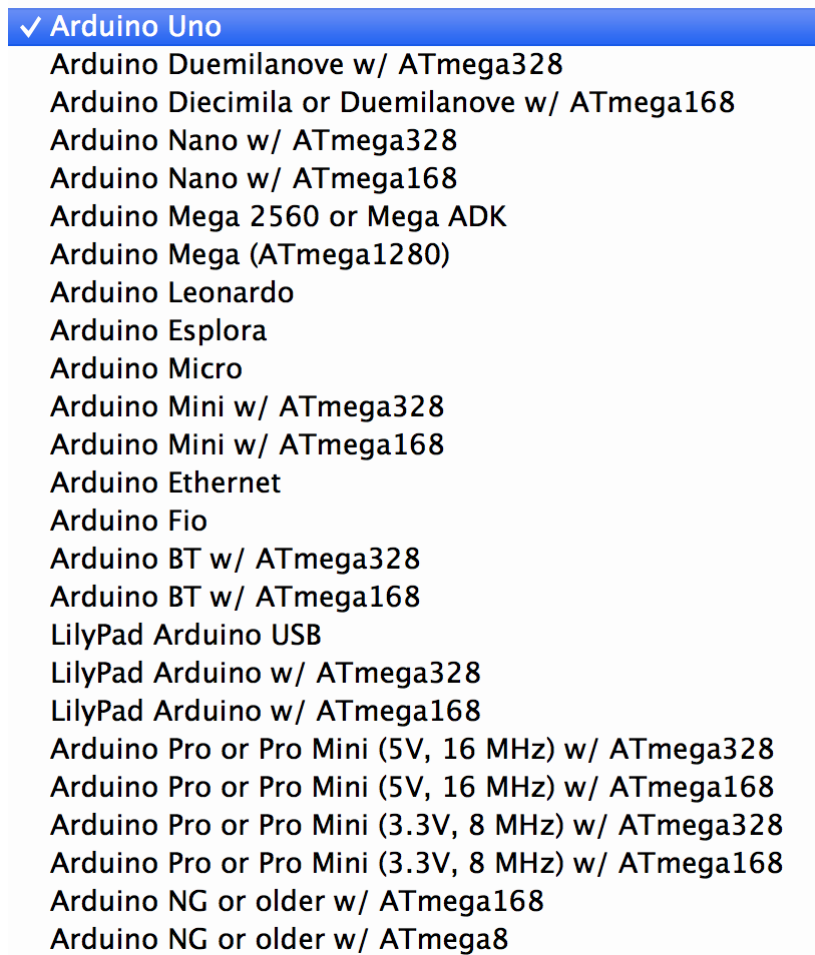 ✓ Arduino Uno
Arduino Duemilanove w/ ATmega328
Arduino Diecimila or Duemilanove w/ ATmega168
Arduino Nano w/ ATmega328
Arduino Nano w/ ATmega168
Arduino Mega 2560 or Mega ADK
Arduino Mega (ATmega1280)
Arduino Leonardo
Arduino Esplora
Arduino Micro
Arduino Mini w/ ATmega328
Arduino Mini w/ ATmega168
Arduino Ethernet
Arduino Fio
Arduino BT w/ ATmega328
Arduino BT w/ ATmega168
LilyPad Arduino USB
LilyPad Arduino w/ ATmega328
LilyPad Arduino w/ ATmega168
Arduino Pro or Pro Mini (5V, 16 MHz) w/ ATmega328
Arduino Pro or Pro Mini (5V, 16 MHz) w/ ATmega168
Arduino Pro or Pro Mini (3.3V, 8 MHz) w/ ATmega328
Arduino Pro or Pro Mini (3.3V, 8 MHz) w/ ATmega168
Arduino NG or older w/ ATmega168
Arduino NG or older w/ ATmega8